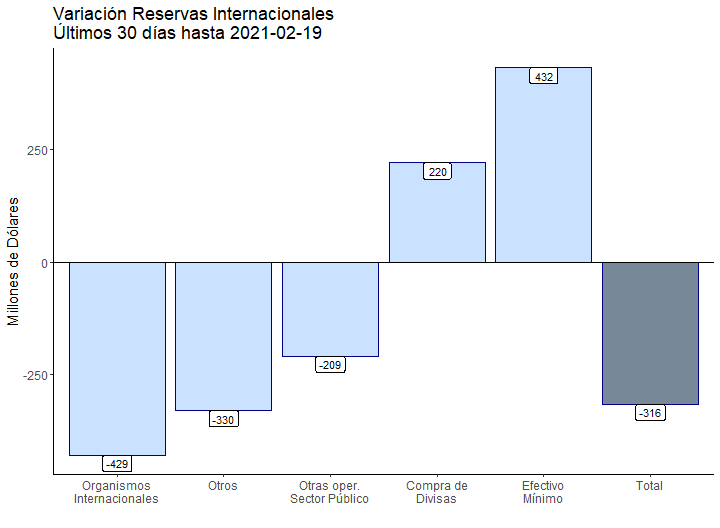 Variación Reservas Internacionales
Últimos 30 días hasta 2021-02-19
Millones de Dólares
250
0
-250
-429
-330
-209
220
432
-316
Organismos
Internacionales
Otros
Otras oper.
Sector Público
Compra de
Divisas
Efectivo
Mínimo
Total